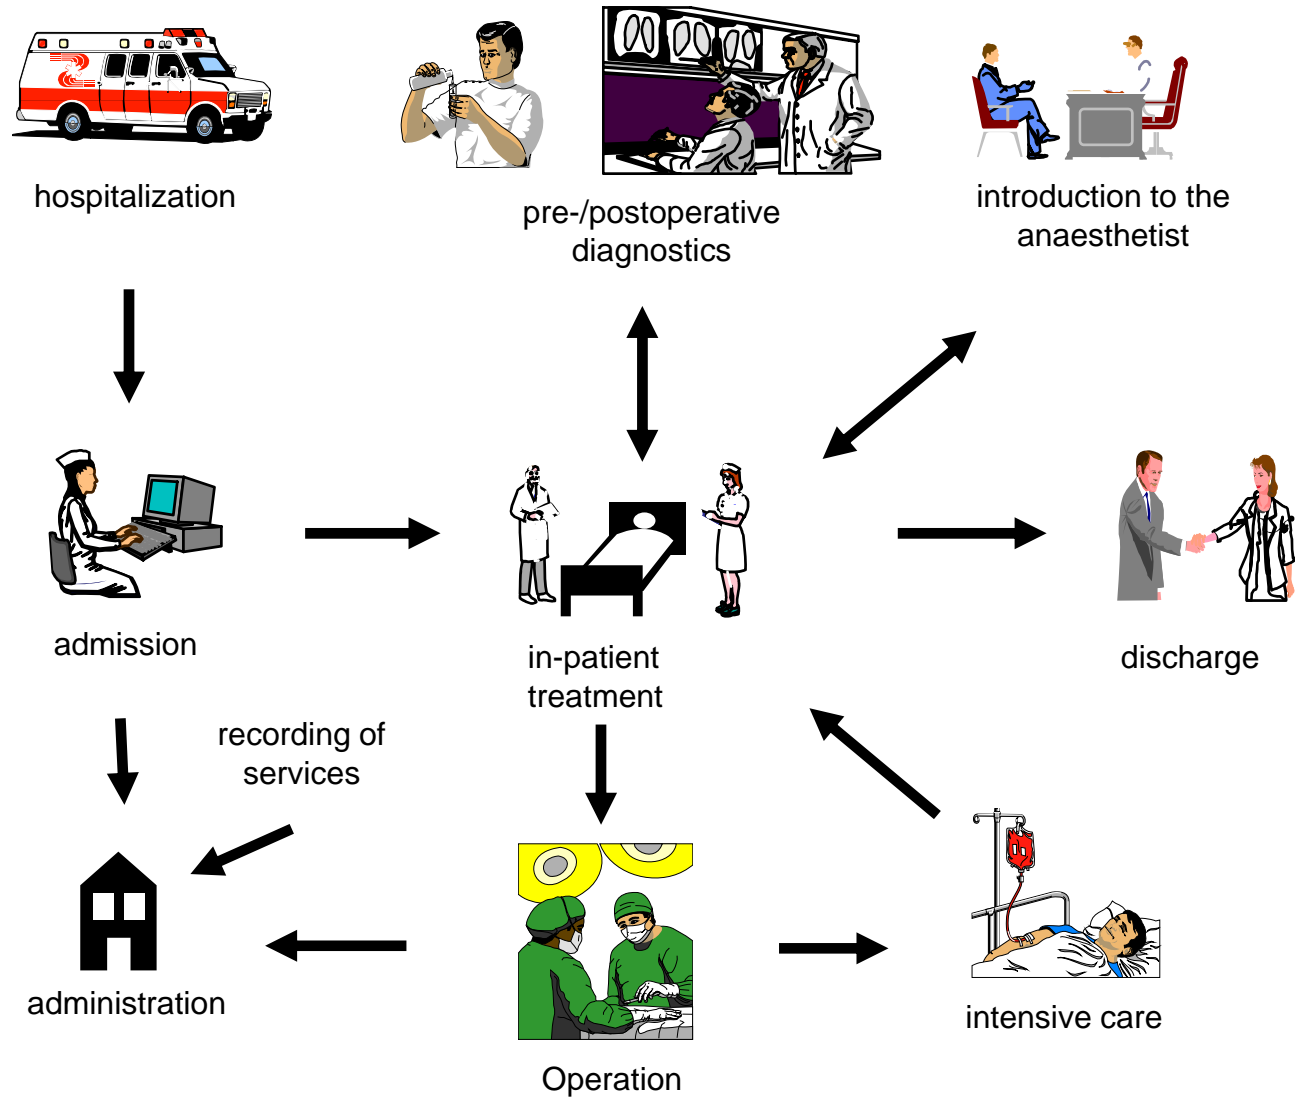 hospitalization
pre-/postoperative
diagnostics
introduction to the
anaesthetist
admission
in-patient
treatment
discharge
recording of
services
administration
Operation
intensive care